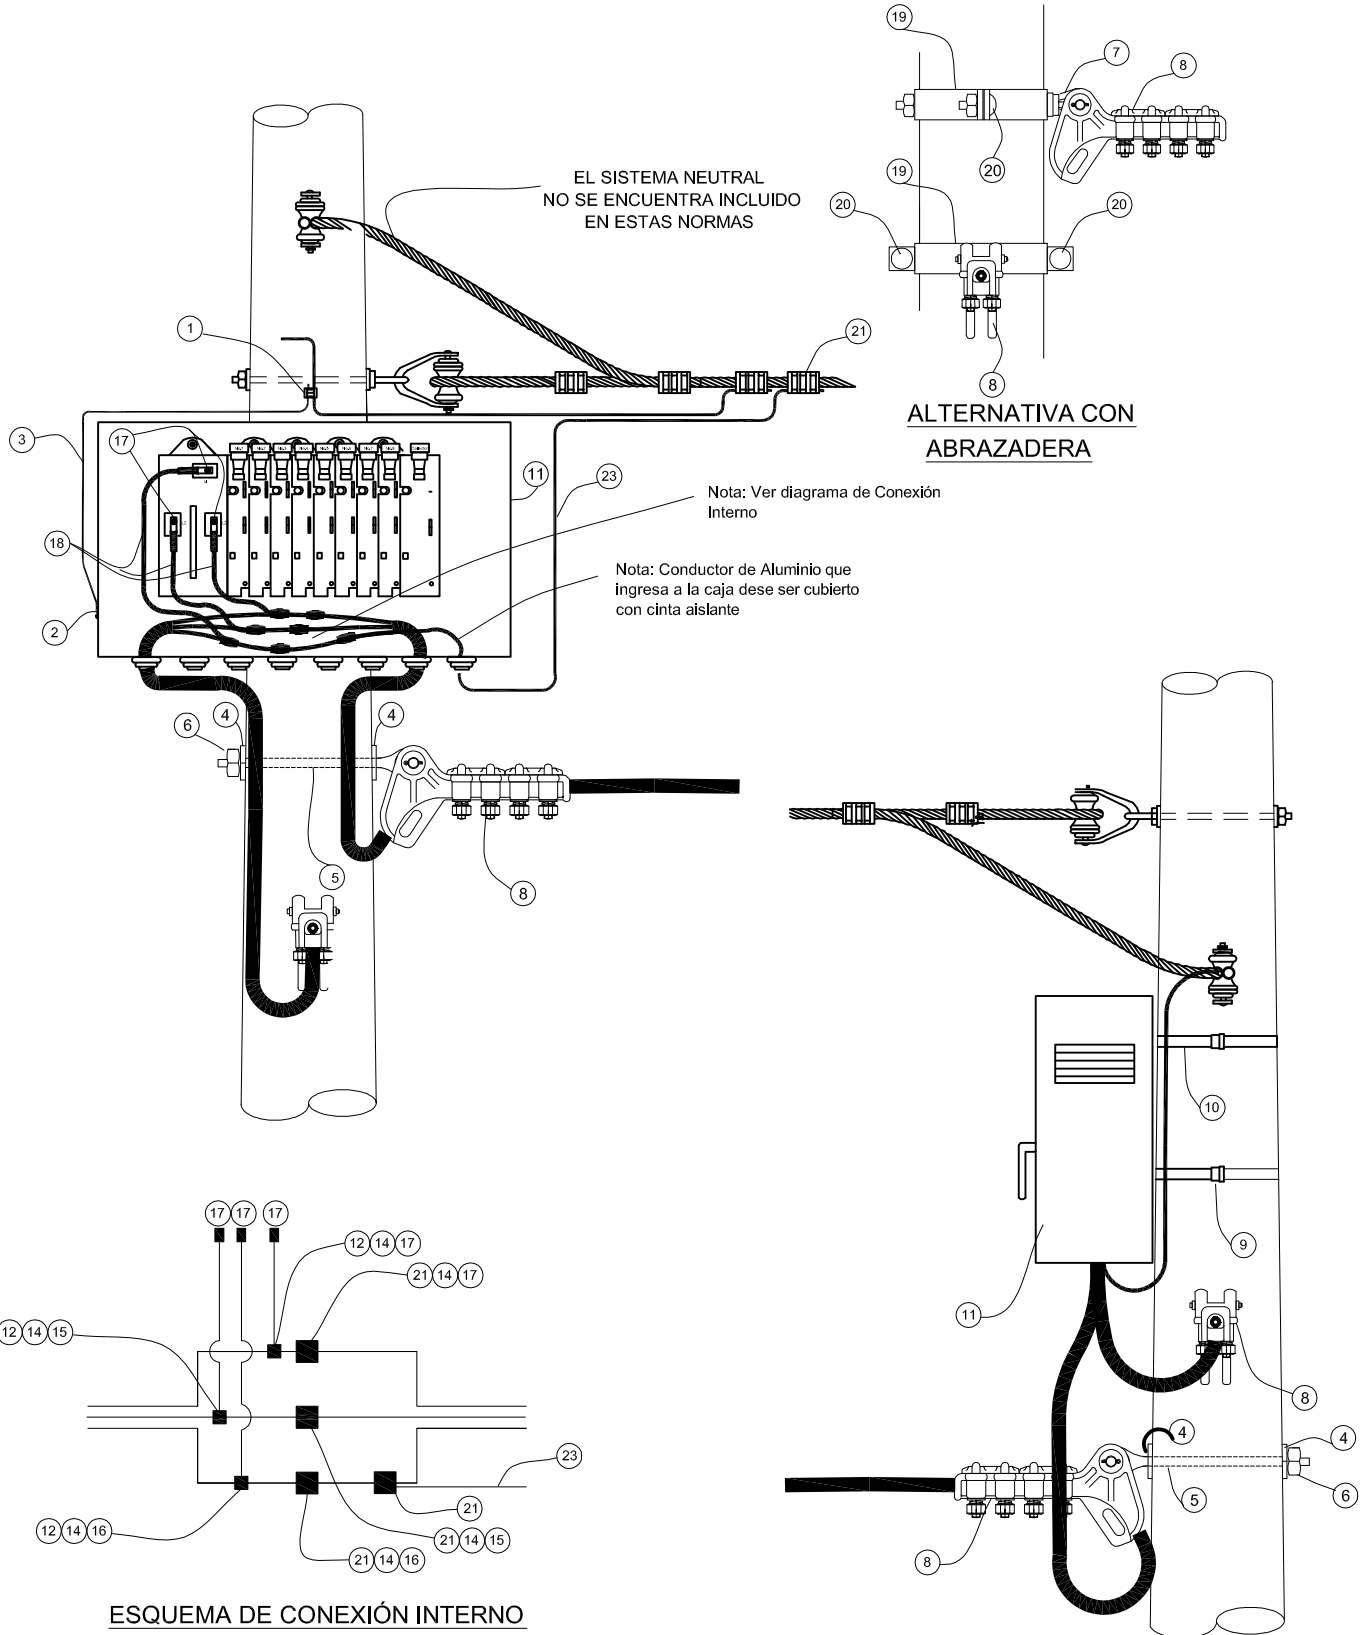 19
7
8
20
19
20
20
8
ALTERNATIVA CON
ABRAZADERA
EL SISTEMA NEUTRAL
NO SE ENCUENTRA INCLUIDO
EN ESTAS NORMAS
1
21
3
17
11
23
Nota: Ver diagrama de Conexión
Interno
18
Nota: Conductor de Aluminio que
ingresa a la caja dese ser cubierto
con cinta aislante
2
4
4
6
5
8
10
9
11
8
4
4
5
6
8
17 17 17
12 14 17
21 14 17
12 14 15
23
21
12 14 16
21 14 15
21 14 16
ESQUEMA DE CONEXIÓN INTERNO